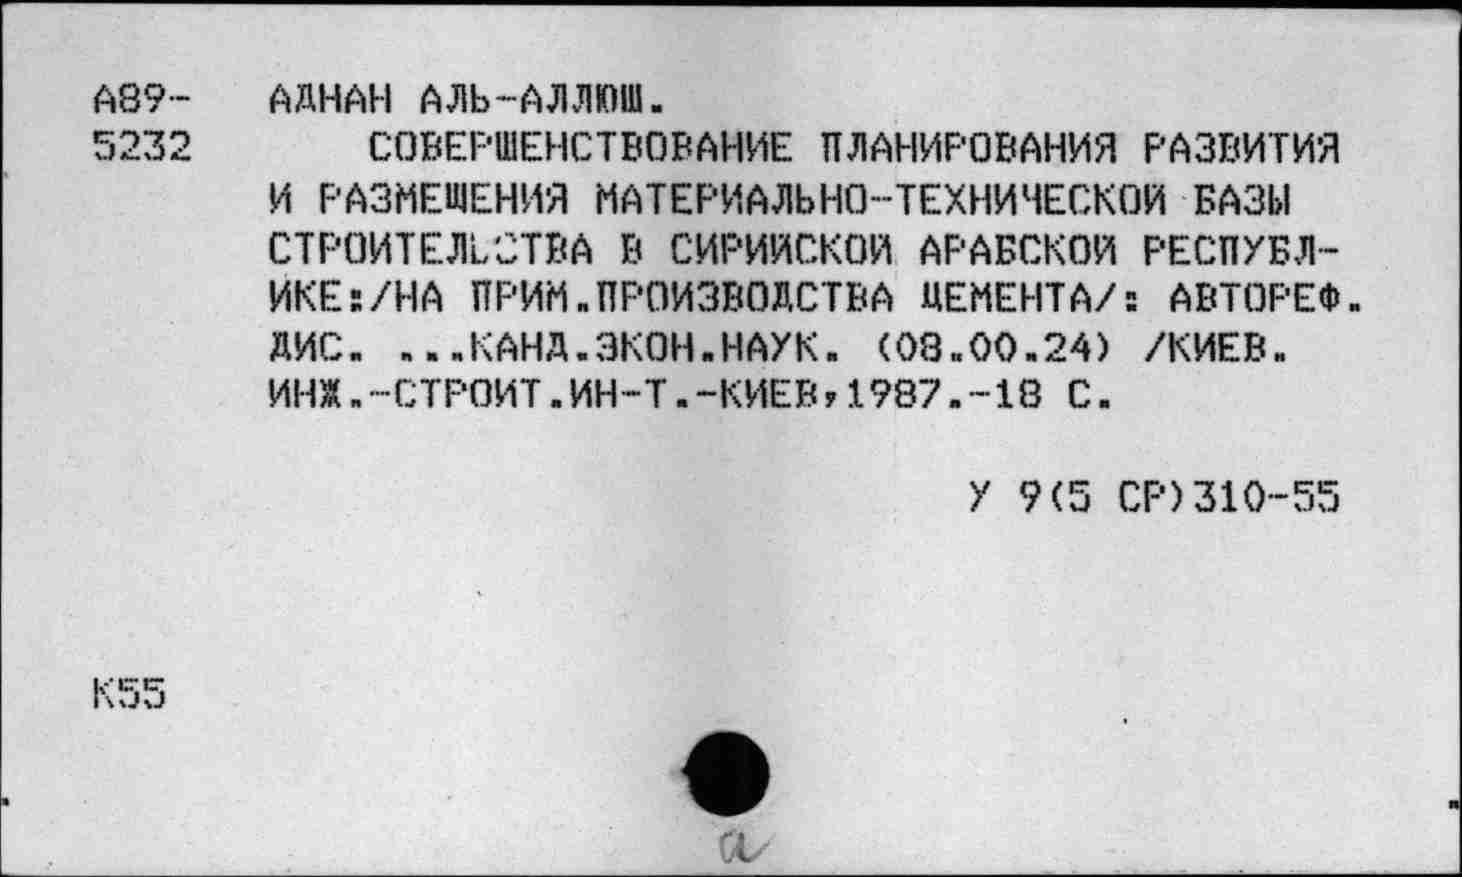 А89- АДНАН АЛЬ-АЛЛЮШ.
5232 СОВЕРШЕНСТВОВАНИЕ ПЛАНИРОВАНИЯ РАЗВИТИЯ
И РАЗМЕЩЕНИЯ МАТЕРИАЛЬНО-ТЕХНИЧЕСКОЙ БАЗЫ
СТРОИТЕЛЬСТВА В СИРИЙСКОЙ АРАБСКОЙ РЕСПУБЛ-
ИКЕ:/НА ПРИМ.ПРОИЗВОДСТВА ЦЕМЕНТА/: АВТОРЕФ.
ДИС. ...КАНД.ЭКОН.НАУК. (08.00.24) /КИЕВ.
ИНЖ.-СТРОИТ.ИН-Т.-КИЕВ,1987.-18 С.
У 9(5 СР)310-55
К55
а